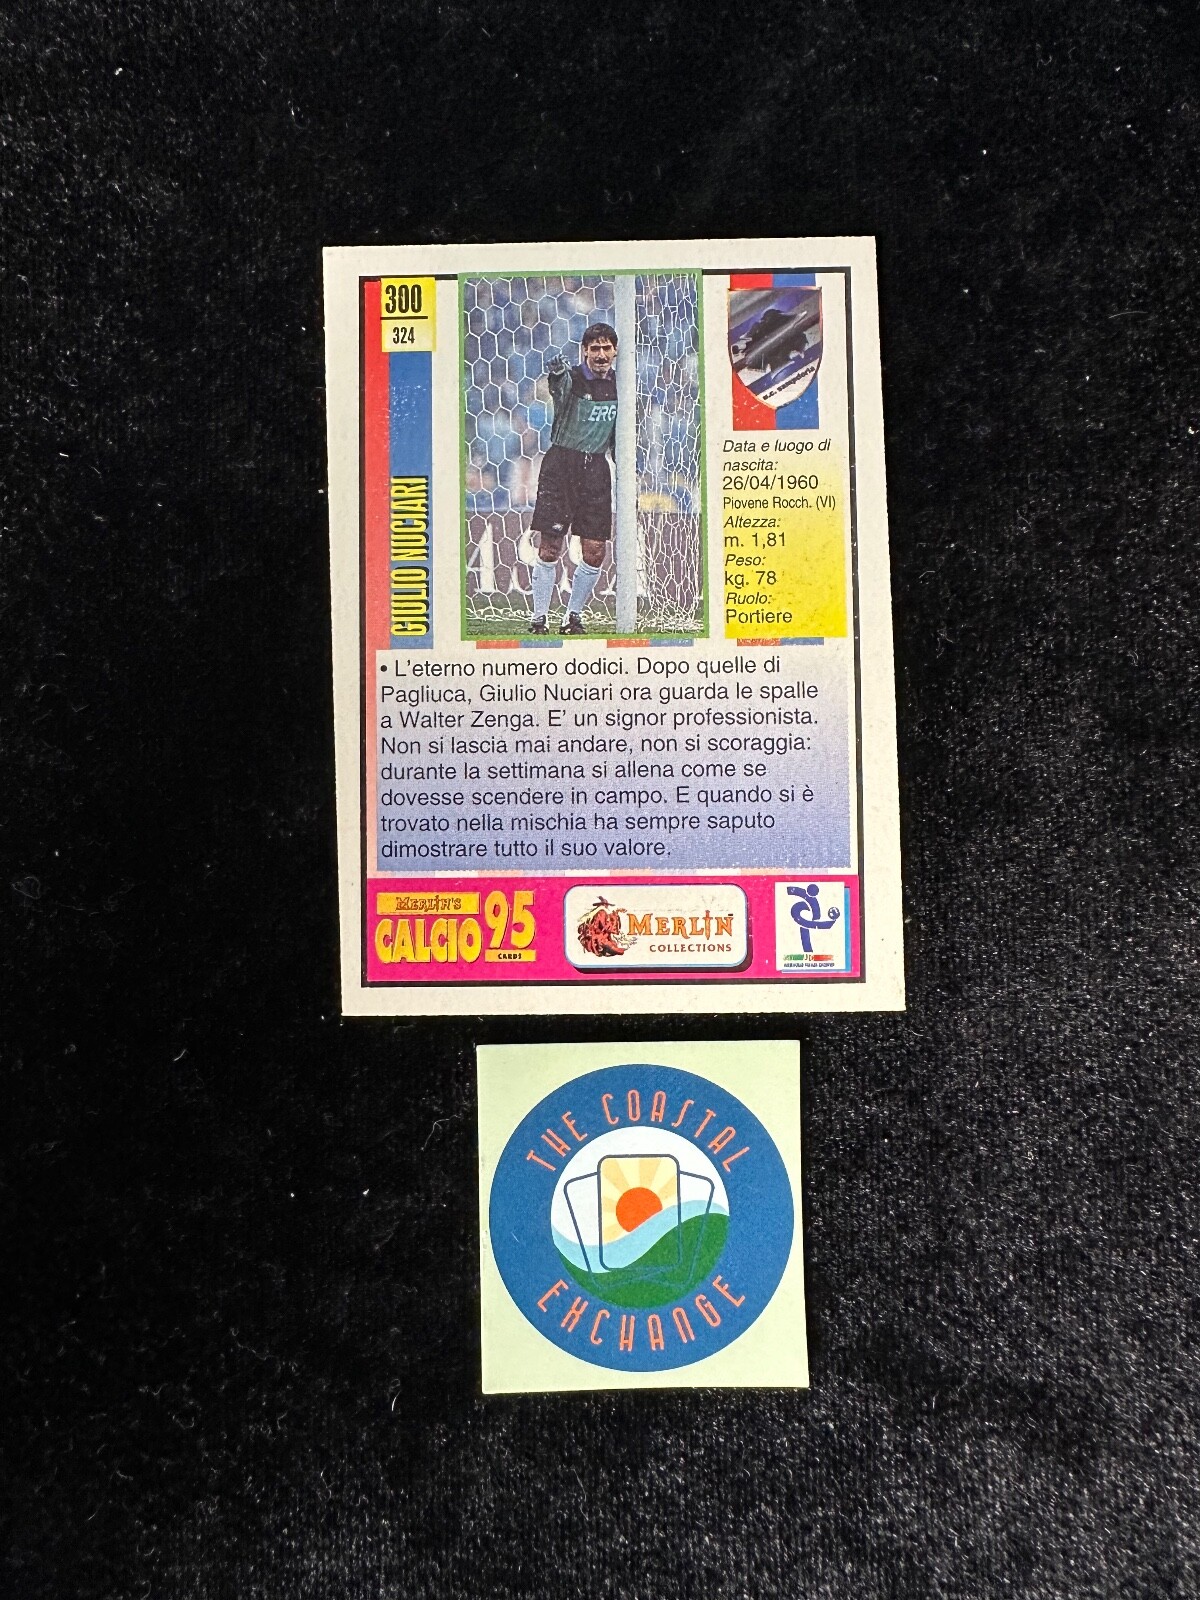 300
324
GIULIO NUCIARI
ERG
u.c. sampdoria
Data e luogo di
nascita:
26/04/1960
Piovene Rocch. (VI)
Altezza:
m. 1,81
Peso:
kg. 78
Ruolo:
Portiere
• L'eterno numero dodici. Dopo quelle di
Pagliuca, Giulio Nuciari ora guarda le spalle
a Walter Zenga. E' un signor professionista.
Non si lascia mai andare, non si scoraggia:
durante la settimana si allena come se
dovesse scendere in campo. E quando si è
trovato nella mischia ha sempre saputo
dimostrare tutto il suo valore.
MERLIN'S
CALCIO 95
CARDS
MERLIN
COLLECTIONS
THE COASTAL
EXCHANGE